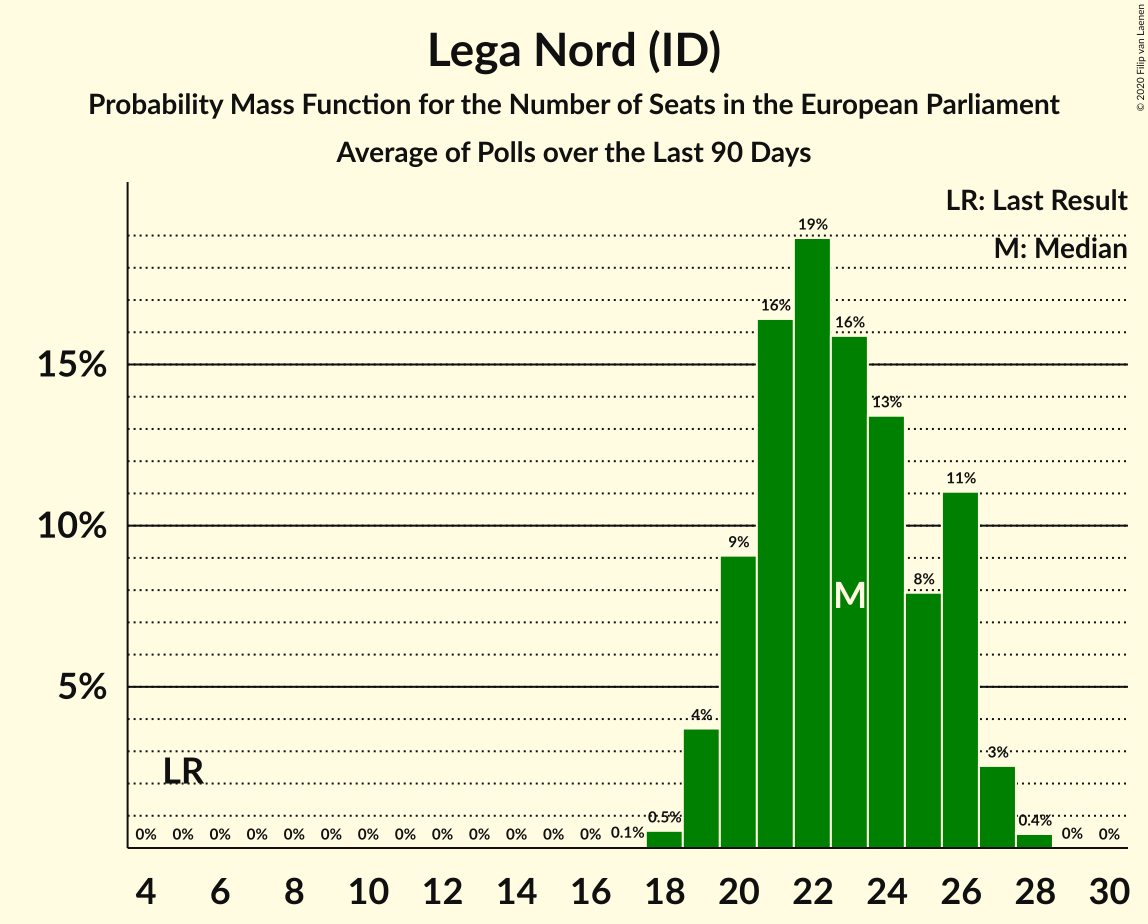 Lega Nord (ID)
Probability Mass Function for the Number of Seats in the European Parliament
Average of Polls over the Last 90 Days
© 2020 Filip van Laenen
LR: Last Result
M: Median
19%
16%
16%
15%
13%
11%
10%
9%
8%
M
5%
4%
3%
LR
0% 0% 0% 0% 0% 0% 0% 0% 0% 0% 0% 0% 0% 0.1% 0.5% 0.4% 0% 0%
4 6 8 10 12 14 16 18 20 22 24 26 28 30